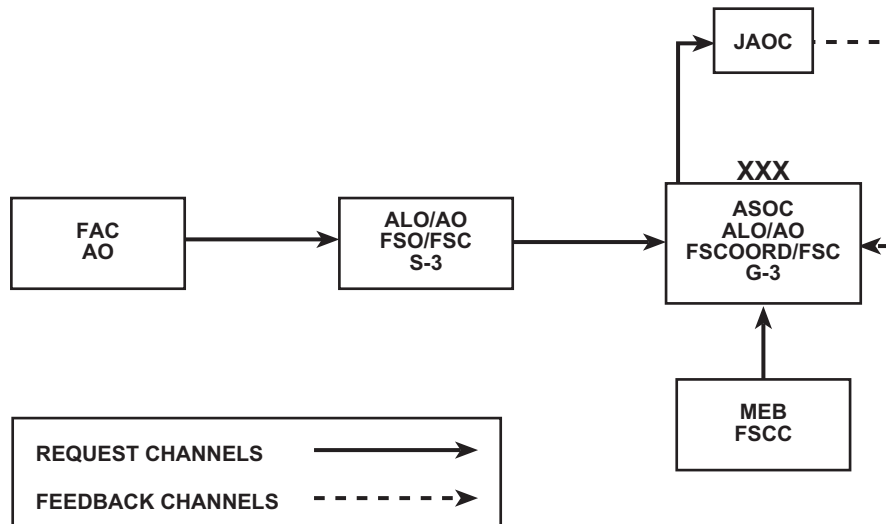 JAOC
XXX
FAC
AO
ALO/AO
FSO/FSC
S-3
ASOC
ALO/AO
FSCOORD/FSC
G-3
MEB
FSCC
REQUEST CHANNELS
FEEDBACK CHANNELS